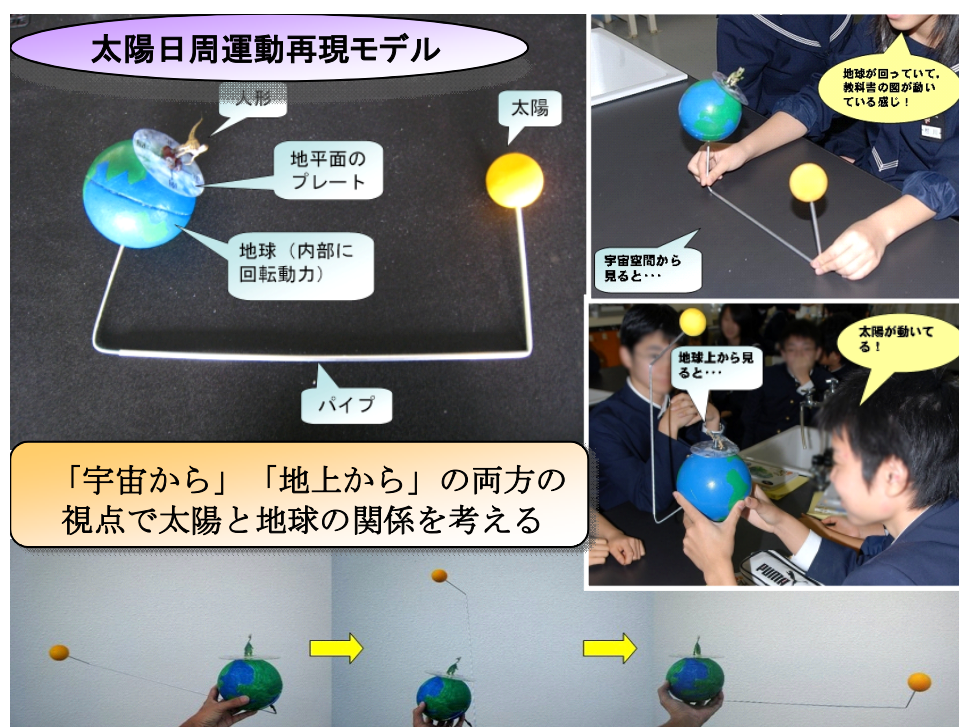 太陽日周運動再現モデル
人形
太陽
地平面の
プレート
地球（内部に
回転動力）
パイプ
地球が回っていて，
教科書の図が動い
ている感じ！
宇宙空間から
見ると･･･
太陽が動いて
る！
地球上から見
ると･･･
「宇宙から」「地上から」の両方の
視点で太陽と地球の関係を考える
PUMA